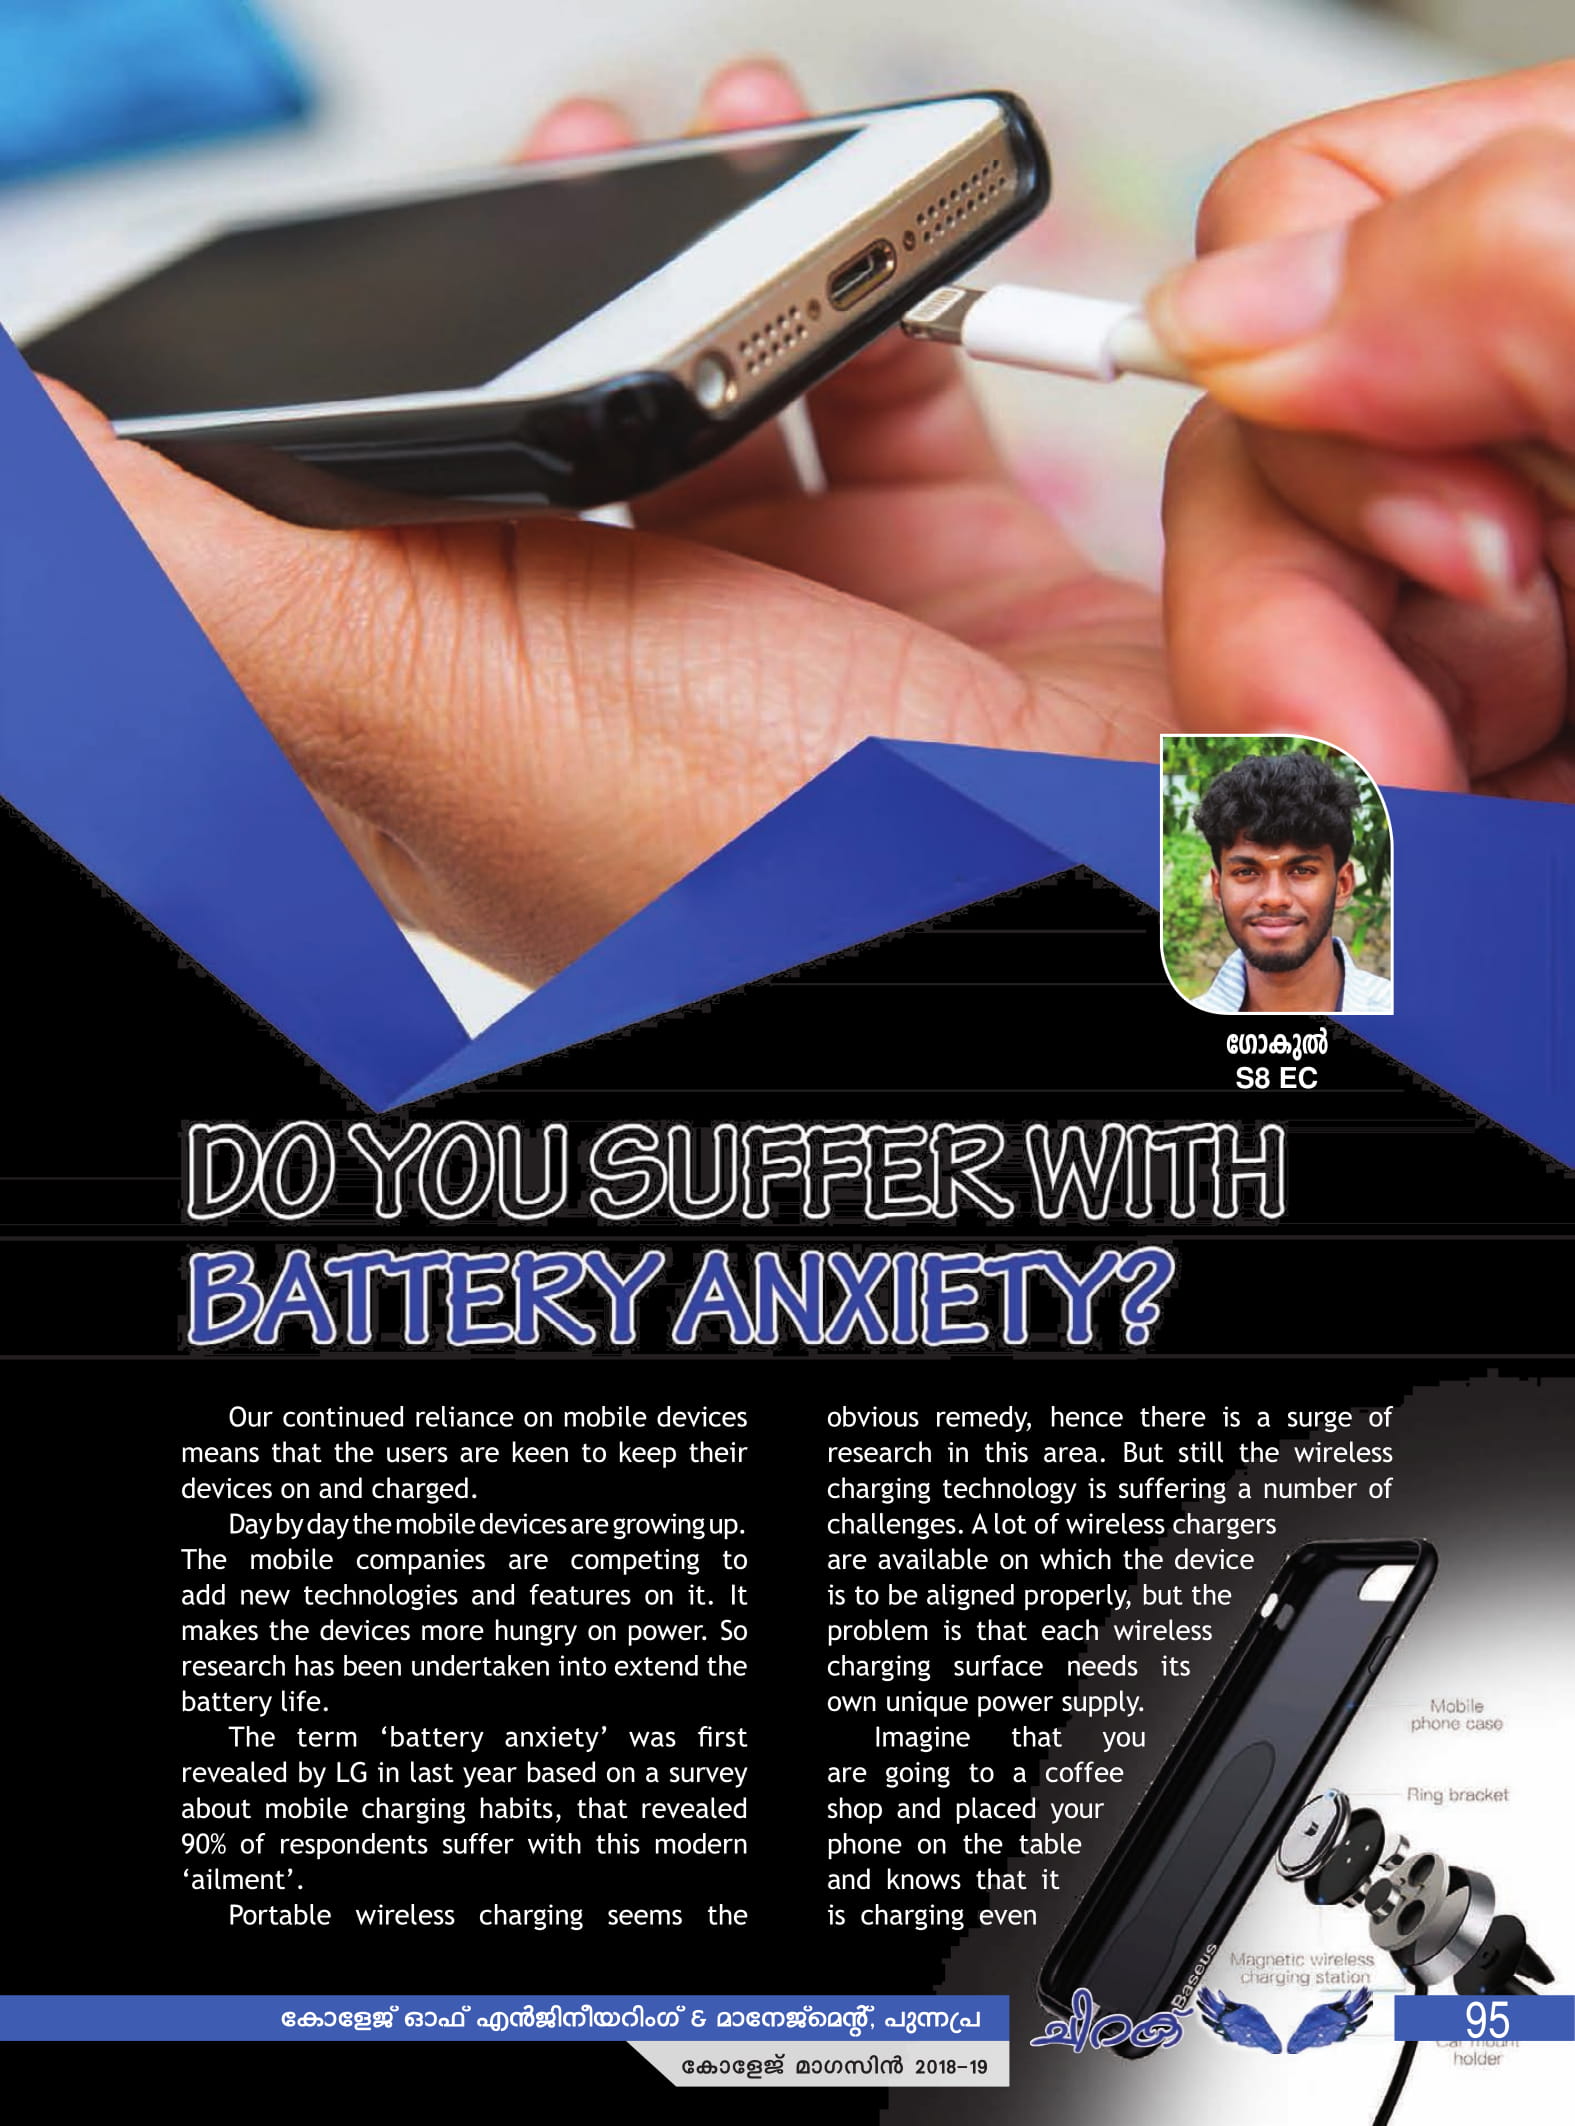 ഗോകുൽ
S8 EC
DO YOU SUFFER WITH
BATTERY ANXIETY?
Our continued reliance on mobile devices
means that the users are keen to keep their
devices on and charged.
Day by day the mobile devices are growing up.
The mobile companies are competing to
add new technologies and features on it. It
makes the devices more hungry on power. So
research has been undertaken into extend the
battery life.
The term ‘battery anxiety’ was first
revealed by LG in last year based on a survey
about mobile charging habits, that revealed
90% of respondents suffer with this modern
‘ailment’.
Portable wireless charging seems the
obvious remedy, hence there is a surge of
research in this area. But still the wireless
charging technology is suffering a number of
challenges. A lot of wireless chargers
are available on which the device
is to be aligned properly, but the
problem is that each wireless
charging surface needs its
own unique power supply.
Imagine that you
are going to a coffee
shop and placed your
phone on the table
and knows that it
is charging even
Mobile
phone case
Ring bracket
Magnetic wireless
charging station
Baseus
Car mount
holder
കോളേജ് ഓഫ് എൻജിനീയറിംഗ് & മാനേജ്മെന്റ്, പുന്നപ്ര
ചിറക്
95
കോളേജ് മാഗസിൻ 2018-19